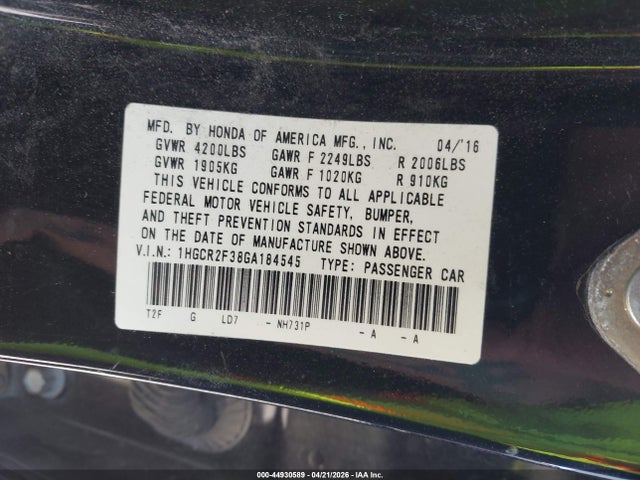 MFD. BY HONDA OF AMERICA MFG., INC. 04/'16
GVWR 4200LBS GAWR F 2249LBS R 2006LBS
GVWR 1905KG GAWR F 1020KG R 910KG
THIS VEHICLE CONFORMS TO ALL APPLICABLE
FEDERAL MOTOR VEHICLE SAFETY, BUMPER,
AND THEFT PREVENTION STANDARDS IN EFFECT
ON THE DATE OF MANUFACTURE SHOWN ABOVE.
V.I.N.: 1HGCR2F38GA184545 TYPE: PASSENGER CAR
T2F G LD7 - NH731P - A - A
000-44930589 - 04/21/2026 - IAA Inc.